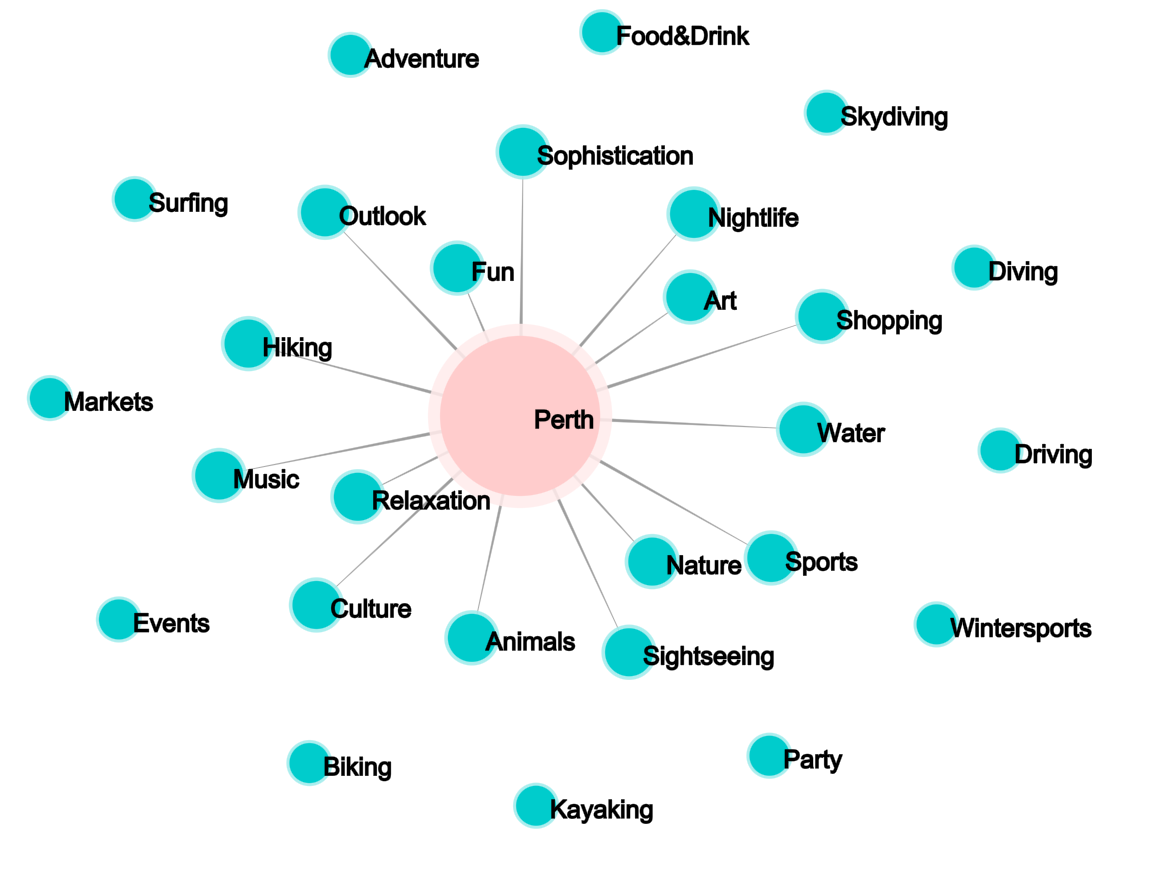 Food&Drink
Adventure
Skydiving
Sophistication
Surfing
Outlook
Nightlife
Fun
Diving
Art
Shopping
Hiking
Markets
Perth
Water
Driving
Music
Relaxation
Nature
Sports
Culture
Events
Wintersports
Animals
Sightseeing
Party
Biking
Kayaking